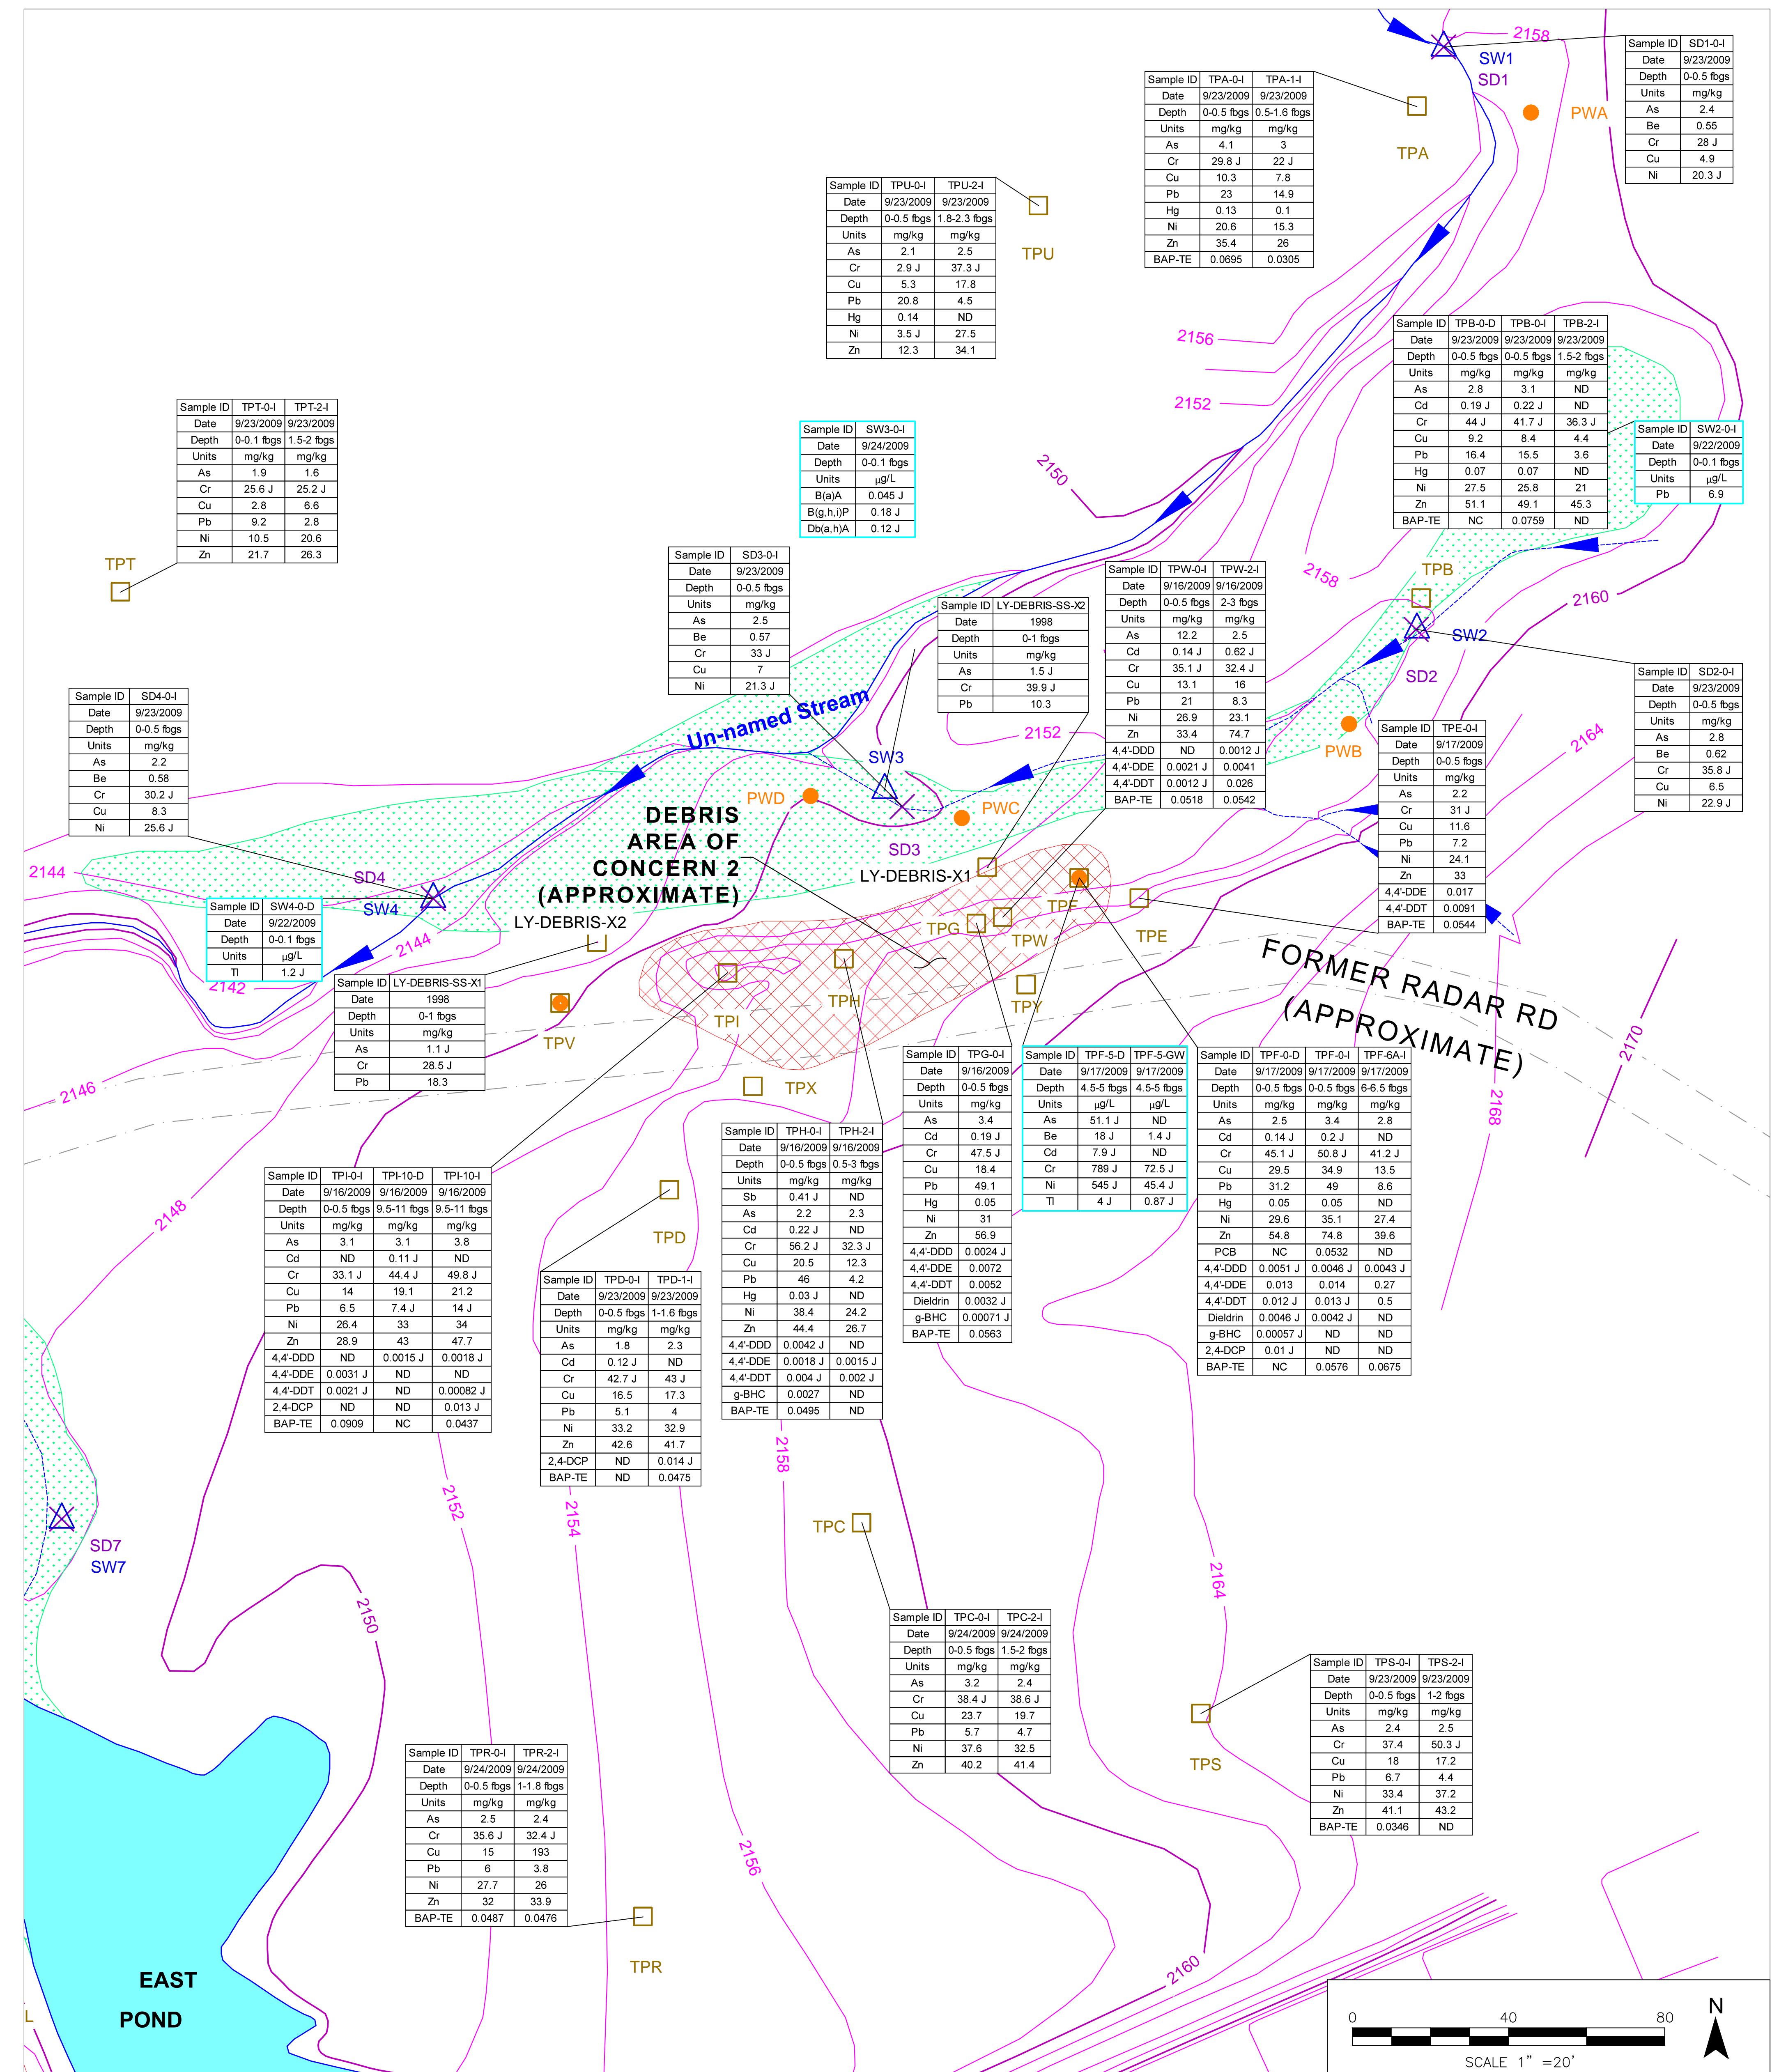 2158
SW1
SD1
PWA
Sample ID SD1-0-I
Date 9/23/2009
Depth 0-0.5 fbgs
Units mg/kg
As 2.4
Be 0.55
Cr 28 J
Cu 4.9
Ni 20.3 J
Sample ID TPA-0-I TPA-1-I
Date 9/23/2009 9/23/2009
Depth 0-0.5 fbgs 0.5-1.6 fbgs
Units mg/kg mg/kg
As 4.1 3
Cr 29.8 J 22 J
Cu 10.3 7.8
Pb 23 14.9
Hg 0.13 0.1
Ni 20.6 15.3
Zn 35.4 26
BAP-TE 0.0695 0.0305
TPA
Sample ID TPU-0-I TPU-2-I
Date 9/23/2009 9/23/2009
Depth 0-0.5 fbgs 1.8-2.3 fbgs
Units mg/kg mg/kg
As 2.1 2.5
Cr 2.9 J 37.3 J
Cu 5.3 17.8
Pb 20.8 4.5
Hg 0.14 ND
Ni 3.5 J 27.5
Zn 12.3 34.1
TPU
2156
2152
2150
2158
Sample ID TPB-0-D TPB-0-I TPB-2-I
Date 9/23/2009 9/23/2009 9/23/2009
Depth 0-0.5 fbgs 0-0.5 fbgs 1.5-2 fbgs
Units mg/kg mg/kg mg/kg
As 2.8 3.1 ND
Cd 0.19 J 0.22 J ND
Cr 44 J 41.7 J 36.3 J
Cu 9.2 8.4 4.4
Pb 16.4 15.5 3.6
Hg 0.07 0.07 ND
Ni 27.5 25.8 21
Zn 51.1 49.1 45.3
BAP-TE NC 0.0759 ND
Sample ID SW2-0-I
Date 9/22/2009
Depth 0-0.1 fbgs
Units µg/L
Pb 6.9
TPB
2160
SW2
SD2
Sample ID TPT-0-I TPT-2-I
Date 9/23/2009 9/23/2009
Depth 0-0.1 fbgs 1.5-2 fbgs
Units mg/kg mg/kg
As 1.9 1.6
Cr 25.6 J 25.2 J
Cu 2.8 6.6
Pb 9.2 2.8
Ni 10.5 20.6
Zn 21.7 26.3
TPT
Sample ID SW3-0-I
Date 9/24/2009
Depth 0-0.1 fbgs
Units µg/L
B(a)A 0.045 J
B(g,h,i)P 0.18 J
Db(a,h)A 0.12 J
Sample ID SD3-0-I
Date 9/23/2009
Depth 0-0.5 fbgs
Units mg/kg
As 2.5
Be 0.57
Cr 33 J
Cu 7
Ni 21.3 J
Sample ID LY-DEBRIS-SS-X2
Date 1998
Depth 0-1 fbgs
Units mg/kg
As 1.5 J
Cr 39.9 J
Pb 10.3
Sample ID TPW-0-I TPW-2-I
Date 9/16/2009 9/16/2009
Depth 0-0.5 fbgs 2-3 fbgs
Units mg/kg mg/kg
As 12.2 2.5
Cd 0.14 J 0.62 J
Cr 35.1 J 32.4 J
Cu 13.1 16
Pb 21 8.3
Ni 26.9 23.1
Zn 33.4 74.7
4,4'-DDD ND 0.0012 J
4,4'-DDE 0.0021 J 0.0041
4,4'-DDT 0.0012 J 0.026
BAP-TE 0.0518 0.0542
Sample ID SD2-0-I
Date 9/23/2009
Depth 0-0.5 fbgs
Units mg/kg
As 2.8
Be 0.62
Cr 35.8 J
Cu 6.5
Ni 22.9 J
Sample ID TPE-0-I
Date 9/17/2009
Depth 0-0.5 fbgs
Units mg/kg
As 2.2
Cr 31 J
Cu 11.6
Pb 7.2
Ni 24.1
Zn 33
4,4'-DDE 0.017
4,4'-DDT 0.0091
BAP-TE 0.0544
2164
PWB
Sample ID SD4-0-I
Date 9/23/2009
Depth 0-0.5 fbgs
Units mg/kg
As 2.2
Be 0.58
Cr 30.2 J
Cu 8.3
Ni 25.6 J
Un-named Stream
2152
SW3
PWD
PWC
SD3
DEBRIS
AREA OF
CONCERN 2
(APPROXIMATE)
2144
SD4
SW4
LY-DEBRIS-X1
LY-DEBRIS-X2
Sample ID SW4-0-D
Date 9/22/2009
Depth 0-0.1 fbgs
Units µg/L
Tl 1.2 J
2144
2142
TPF
TPG
TPW
TPE
TPH
TPY
TPI
TPV
TPX
FORMER RADAR RD
(APPROXIMATE)
2170
2168
2146
Sample ID LY-DEBRIS-SS-X1
Date 1998
Depth 0-1 fbgs
Units mg/kg
As 1.1 J
Cr 28.5 J
Pb 18.3
Sample ID TPG-0-I
Date 9/16/2009
Depth 0-0.5 fbgs
Units mg/kg
As 3.4
Cd 0.19 J
Cr 47.5 J
Cu 18.4
Pb 49.1
Hg 0.05
Ni 31
Zn 56.9
4,4'-DDD 0.0024 J
4,4'-DDE 0.0072
4,4'-DDT 0.0052
Dieldrin 0.0032 J
g-BHC 0.00071 J
BAP-TE 0.0563
Sample ID TPF-5-D TPF-5-GW
Date 9/17/2009 9/17/2009
Depth 4.5-5 fbgs 4.5-5 fbgs
Units µg/L µg/L
As 51.1 J ND
Be 18 J 1.4 J
Cd 7.9 J ND
Cr 789 J 72.5 J
Ni 545 J 45.4 J
Tl 4 J 0.87 J
Sample ID TPF-0-D TPF-0-I TPF-6A-I
Date 9/17/2009 9/17/2009 9/17/2009
Depth 0-0.5 fbgs 0-0.5 fbgs 6-6.5 fbgs
Units mg/kg mg/kg mg/kg
As 2.5 3.4 2.8
Cd 0.14 J 0.2 J ND
Cr 45.1 J 50.8 J 41.2 J
Cu 29.5 34.9 13.5
Pb 31.2 49 8.6
Hg 0.05 0.05 ND
Ni 29.6 35.1 27.4
Zn 54.8 74.8 39.6
PCB NC 0.0532 ND
4,4'-DDD 0.0051 J 0.0046 J 0.0043 J
4,4'-DDE 0.013 0.014 0.27
4,4'-DDT 0.012 J 0.013 J 0.5
Dieldrin 0.0046 J 0.0042 J ND
g-BHC 0.00057 J ND ND
2,4-DCP 0.01 J ND ND
BAP-TE NC 0.0576 0.0675
Sample ID TPH-0-I TPH-2-I
Date 9/16/2009 9/16/2009
Depth 0-0.5 fbgs 0.5-3 fbgs
Units mg/kg mg/kg
Sb 0.41 J ND
As 2.2 2.3
Cd 0.22 J ND
Cr 56.2 J 32.3 J
Cu 20.5 12.3
Pb 46 4.2
Hg 0.03 J ND
Ni 38.4 24.2
Zn 44.4 26.7
4,4'-DDD 0.0042 J ND
4,4'-DDE 0.0018 J 0.0015 J
4,4'-DDT 0.004 J 0.002 J
g-BHC 0.0027 ND
BAP-TE 0.0495 ND
2148
Sample ID TPI-0-I TPI-10-D TPI-10-I
Date 9/16/2009 9/16/2009 9/16/2009
Depth 0-0.5 fbgs 9.5-11 fbgs 9.5-11 fbgs
Units mg/kg mg/kg mg/kg
As 3.1 3.1 3.8
Cd ND 0.11 J ND
Cr 33.1 J 44.4 J 49.8 J
Cu 14 19.1 21.2
Pb 6.5 7.4 J 14 J
Ni 26.4 33 34
Zn 28.9 43 47.7
4,4'-DDD ND 0.0015 J 0.0018 J
4,4'-DDE 0.0031 J ND ND
4,4'-DDT 0.0021 J ND 0.00082 J
2,4-DCP ND ND 0.013 J
BAP-TE 0.0909 NC 0.0437
TPD
Sample ID TPD-0-I TPD-1-I
Date 9/23/2009 9/23/2009
Depth 0-0.5 fbgs 1-1.6 fbgs
Units mg/kg mg/kg
As 1.8 2.3
Cd 0.12 J ND
Cr 42.7 J 43 J
Cu 16.5 17.3
Pb 5.1 4
Ni 33.2 32.9
Zn 42.6 41.7
2,4-DCP ND 0.014 J
BAP-TE ND 0.0475
2158
2152
2154
TPC
SD7
SW7
2164
2150
Sample ID TPC-0-I TPC-2-I
Date 9/24/2009 9/24/2009
Depth 0-0.5 fbgs 1.5-2 fbgs
Units mg/kg mg/kg
As 3.2 2.4
Cr 38.4 J 38.6 J
Cu 23.7 19.7
Pb 5.7 4.7
Ni 37.6 32.5
Zn 40.2 41.4
Sample ID TPS-0-I TPS-2-I
Date 9/23/2009 9/23/2009
Depth 0-0.5 fbgs 1-2 fbgs
Units mg/kg mg/kg
As 2.4 2.5
Cr 37.4 50.3 J
Cu 18 17.2
Pb 6.7 4.4
Ni 33.4 37.2
Zn 41.1 43.2
BAP-TE 0.0346 ND
TPS
Sample ID TPR-0-I TPR-2-I
Date 9/24/2009 9/24/2009
Depth 0-0.5 fbgs 1-1.8 fbgs
Units mg/kg mg/kg
As 2.5 2.4
Cr 35.6 J 32.4 J
Cu 15 193
Pb 6 3.8
Ni 27.7 26
Zn 32 33.9
BAP-TE 0.0487 0.0476
TPR
2156
2160
EAST
POND
L
0 40 80
SCALE 1" =20'
N